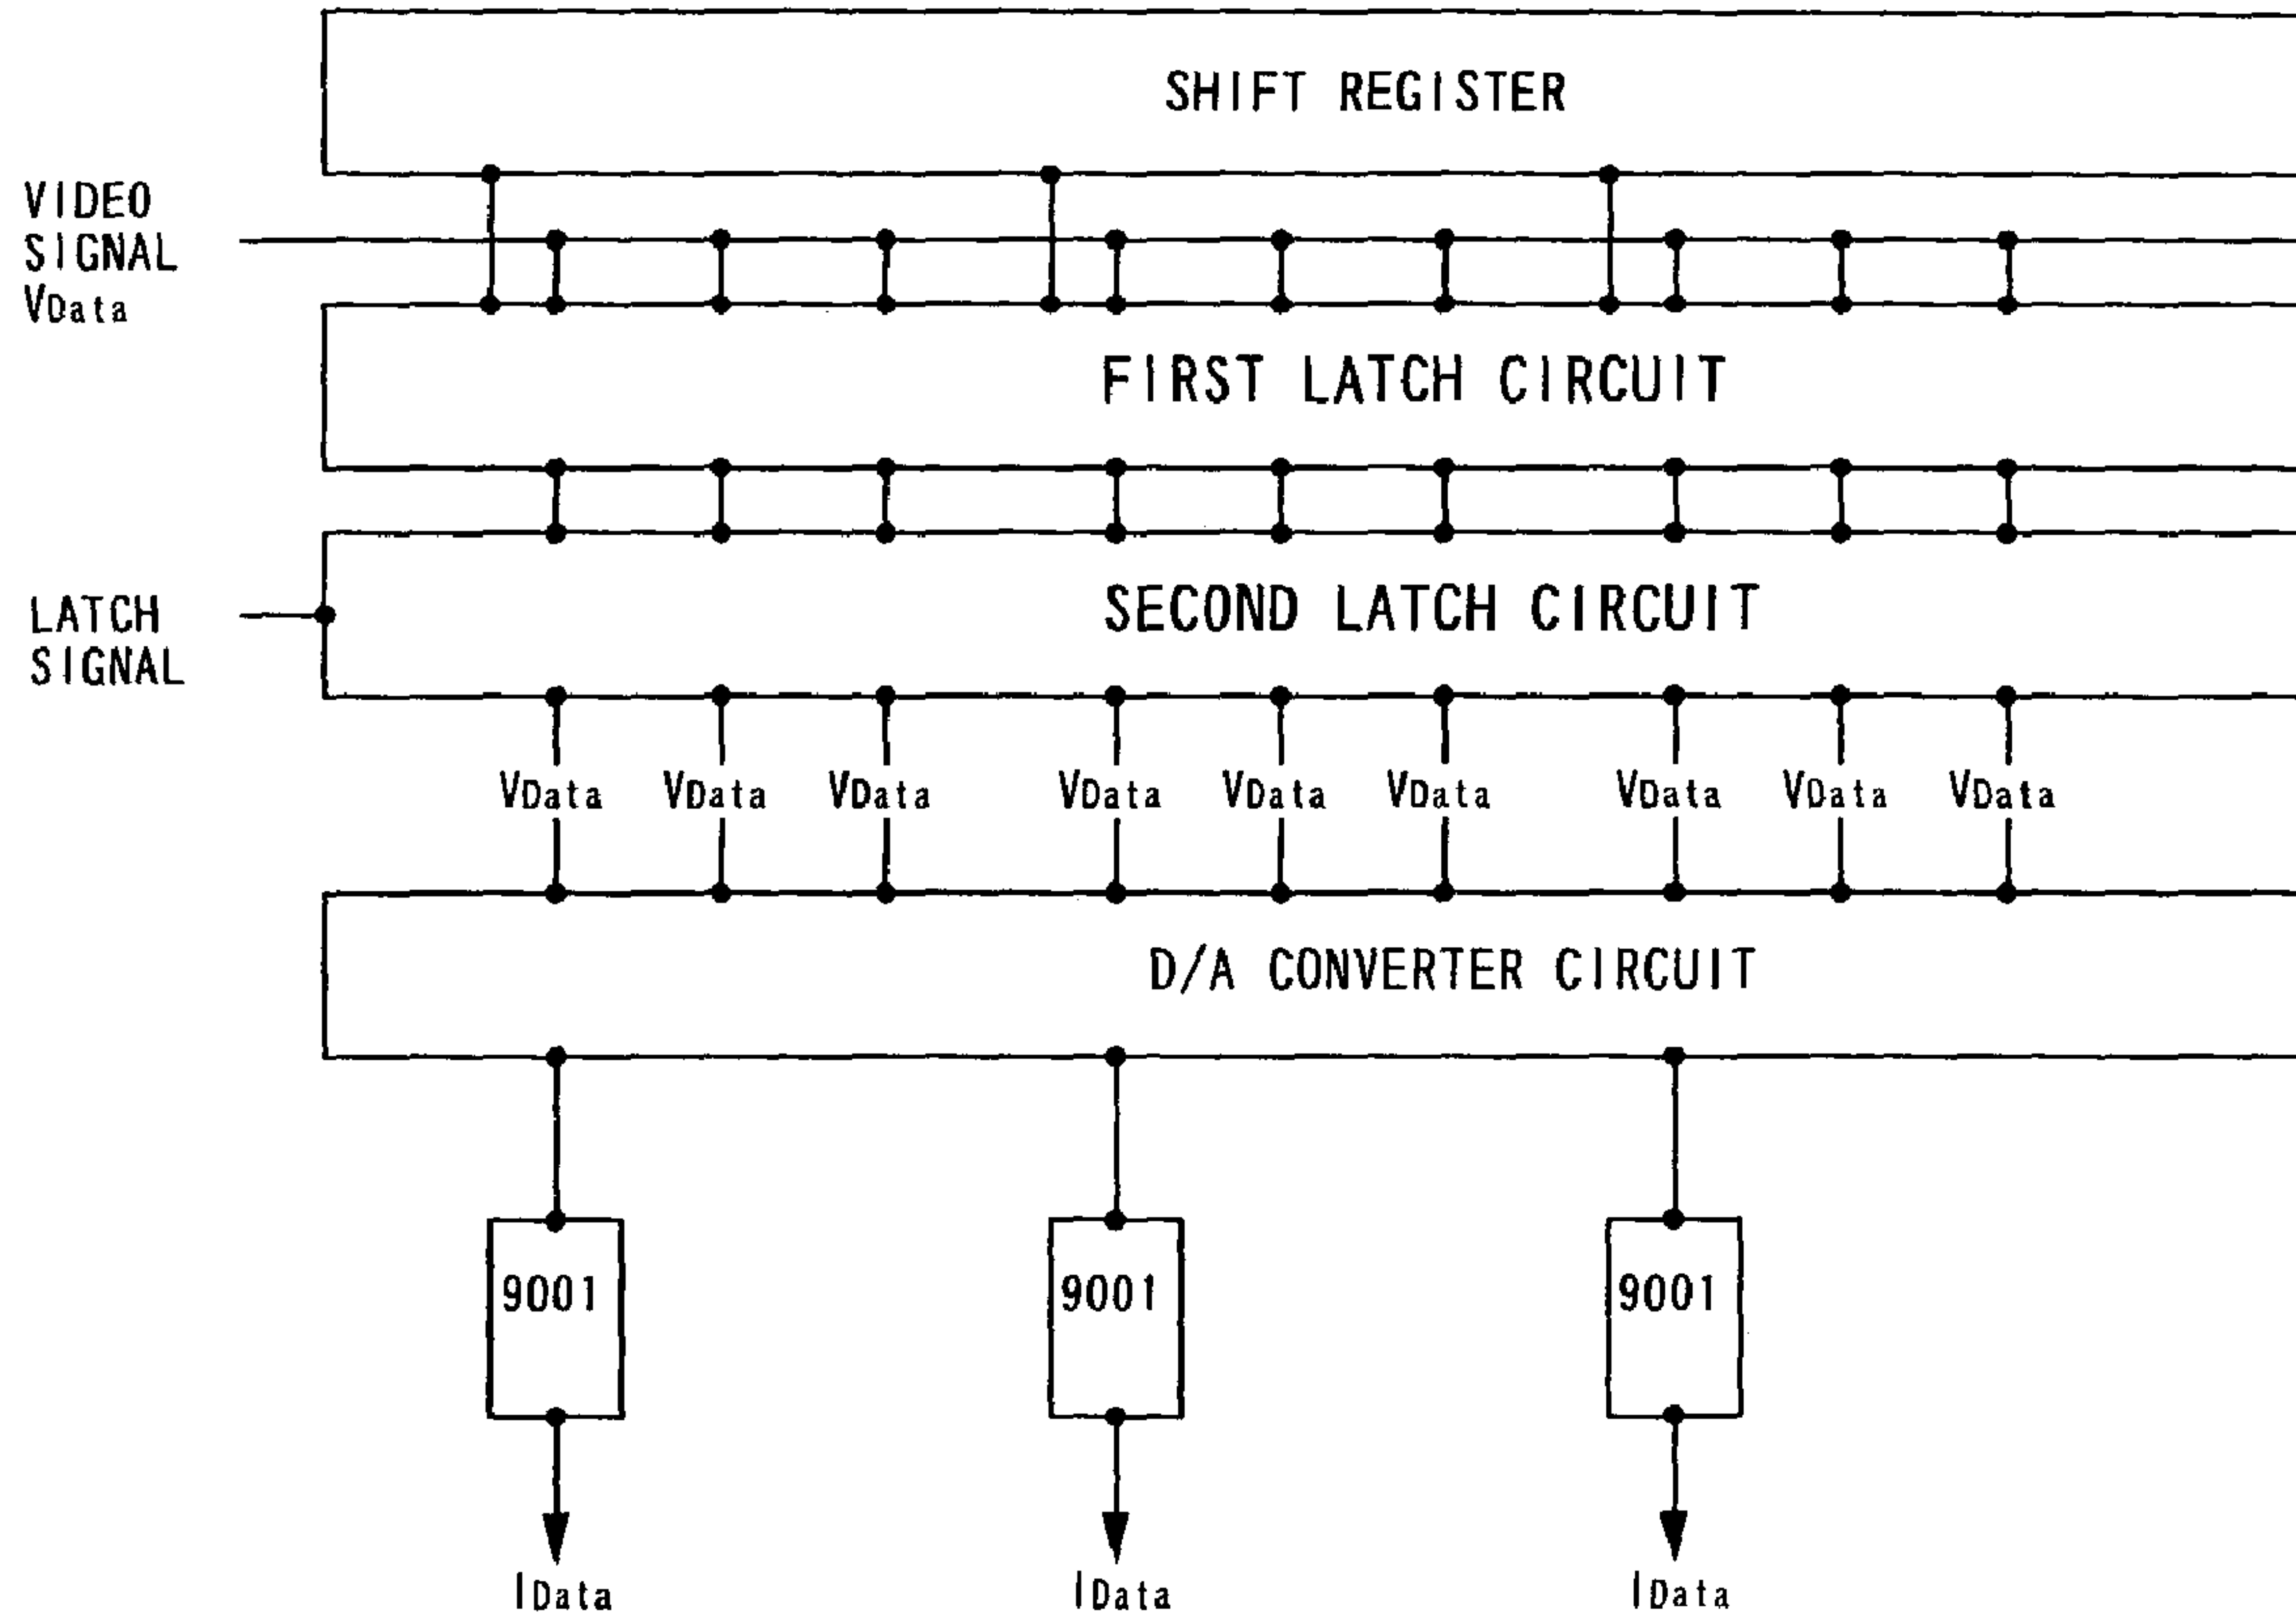 SHIFT REGISTER
VIDEO
SIGNAL
VData
FIRST LATCH CIRCUIT
SECOND LATCH CIRCUIT
LATCH
SIGNAL
VData VData VData VData VData VData VData VData VData
D/A CONVERTER CIRCUIT
9001 9001 9001
IData IData IData